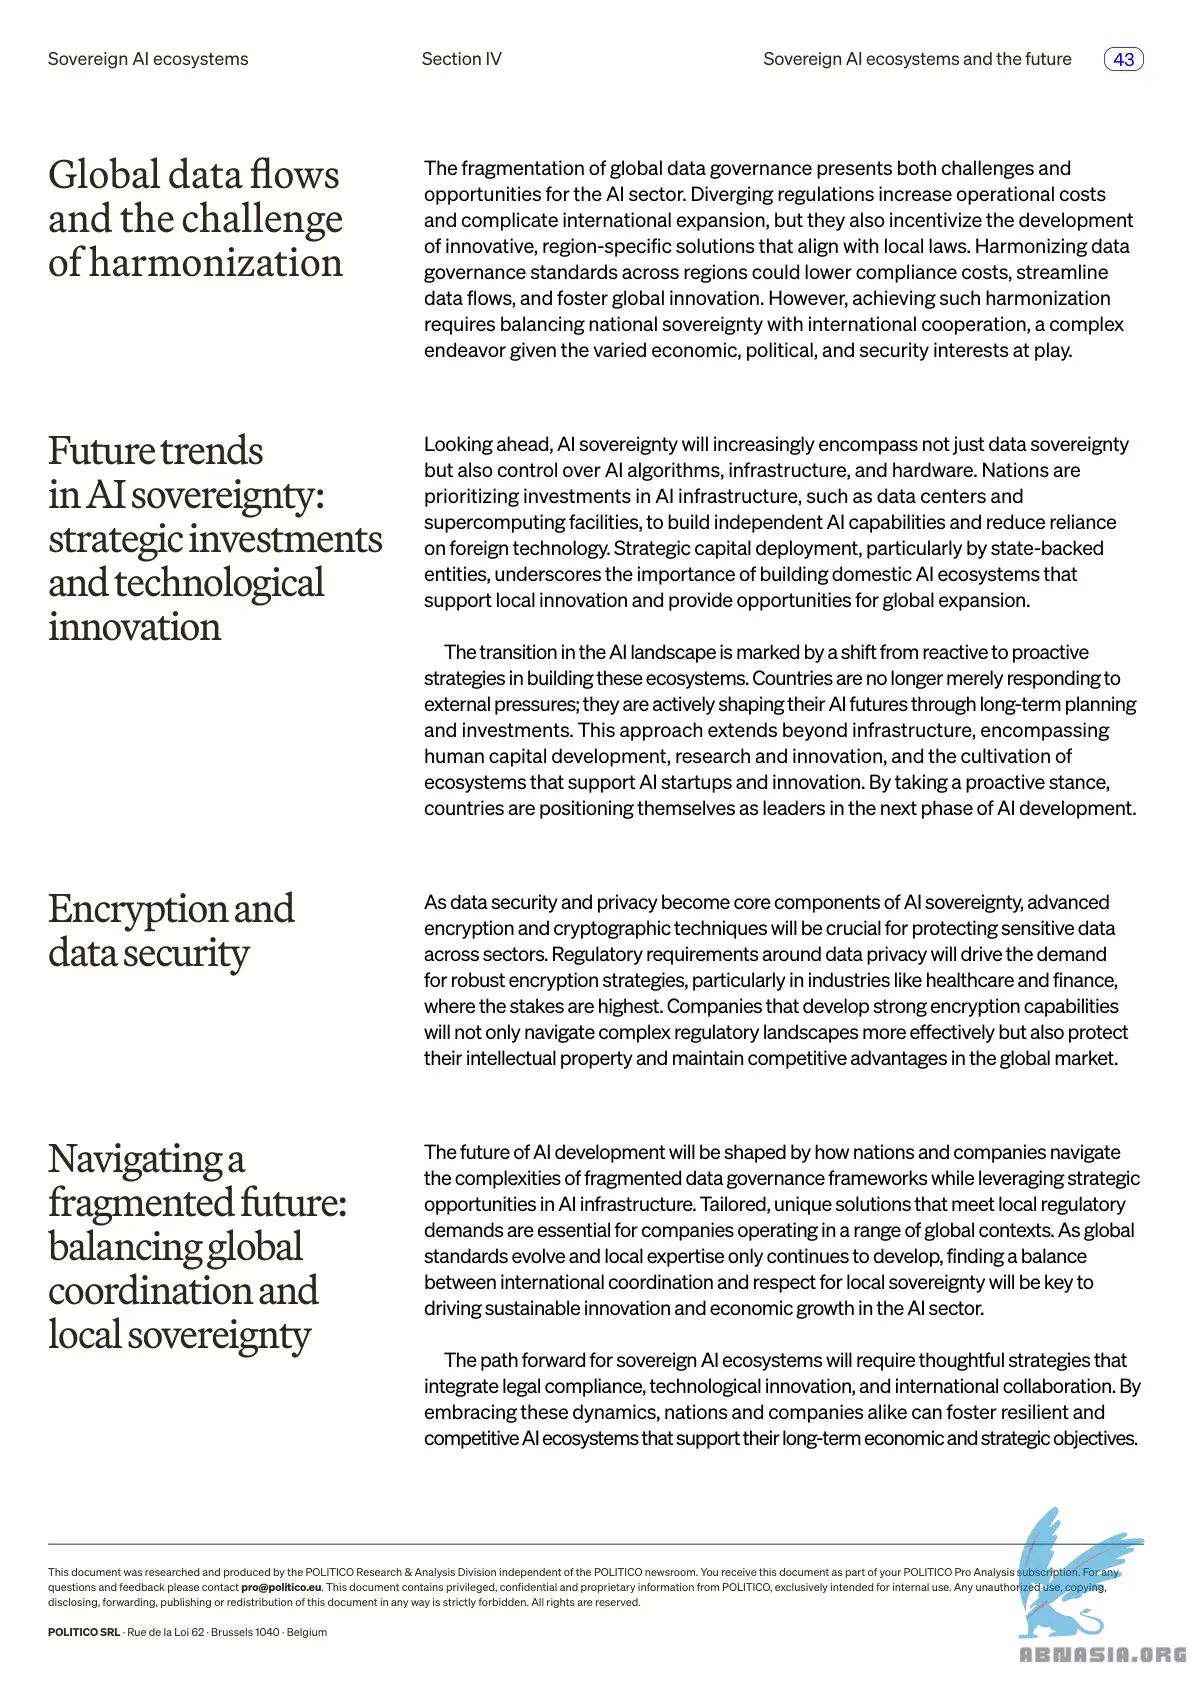 Sovereign AI ecosystems
Section IV
Sovereign AI ecosystems and the future
43
Global data flows
and the challenge
of harmonization
The fragmentation of global data governance presents both challenges and
opportunities for the AI sector. Diverging regulations increase operational costs
and complicate international expansion, but they also incentivize the development
of innovative, region-specific solutions that align with local laws. Harmonizing data
governance standards across regions could lower compliance costs, streamline
data flows, and foster global innovation. However, achieving such harmonization
requires balancing national sovereignty with international cooperation, a complex
endeavor given the varied economic, political, and security interests at play.
Future trends
in AI sovereignty:
strategic investments
and technological
innovation
Looking ahead, AI sovereignty will increasingly encompass not just data sovereignty
but also control over AI algorithms, infrastructure, and hardware. Nations are
prioritizing investments in AI infrastructure, such as data centers and
supercomputing facilities, to build independent AI capabilities and reduce reliance
on foreign technology. Strategic capital deployment, particularly by state-backed
entities, underscores the importance of building domestic AI ecosystems that
support local innovation and provide opportunities for global expansion.
The transition in the AI landscape is marked by a shift from reactive to proactive
strategies in building these ecosystems. Countries are no longer merely responding to
external pressures; they are actively shaping their AI futures through long-term planning
and investments. This approach extends beyond infrastructure, encompassing
human capital development, research and innovation, and the cultivation of
ecosystems that support AI startups and innovation. By taking a proactive stance,
countries are positioning themselves as leaders in the next phase of AI development.
Encryption and
data security
As data security and privacy become core components of AI sovereignty, advanced
encryption and cryptographic techniques will be crucial for protecting sensitive data
across sectors. Regulatory requirements around data privacy will drive the demand
for robust encryption strategies, particularly in industries like healthcare and finance,
where the stakes are highest. Companies that develop strong encryption capabilities
will not only navigate complex regulatory landscapes more effectively but also protect
their intellectual property and maintain competitive advantages in the global market.
Navigating a
fragmented future:
balancing global
coordination and
local sovereignty
The future of AI development will be shaped by how nations and companies navigate
the complexities of fragmented data governance frameworks while leveraging strategic
opportunities in AI infrastructure. Tailored, unique solutions that meet local regulatory
demands are essential for companies operating in a range of global contexts. As global
standards evolve and local expertise only continues to develop, finding a balance
between international coordination and respect for local sovereignty will be key to
driving sustainable innovation and economic growth in the AI sector.
The path forward for sovereign AI ecosystems will require thoughtful strategies that
integrate legal compliance, technological innovation, and international collaboration. By
embracing these dynamics, nations and companies alike can foster resilient and
competitive AI ecosystems that support their long-term economic and strategic objectives.
This document was researched and produced by the POLITICO Research & Analysis Division independent of the POLITICO newsroom. You receive this document as part of your POLITICO Pro Analysis subscription. For any
questions and feedback please contact pro@politico.eu. This document contains privileged, confidential and proprietary information from POLITICO, exclusively intended for internal use. Any unauthorized use, copying,
disclosing, forwarding, publishing or redistribution of this document in any way is strictly forbidden. All rights are reserved.
POLITICO SRL · Rue de la Loi 62 · Brussels 1040 · Belgium
ABNASIA.ORG